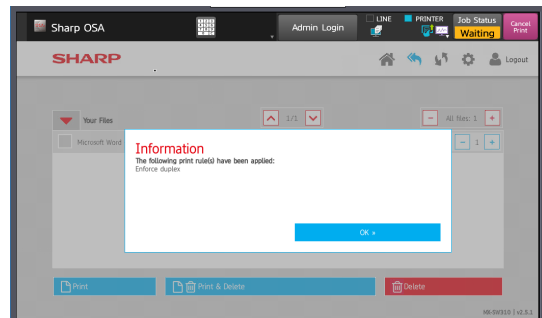 Sharp OSA
Admin Login
LINE
PRINTER
Job Status
Waiting
Cancel
Print
SHARP
Logout
Your Files
1/1
All files: 1
Microsoft Word
1
Information
The following print rule(s) have been applied:
Enforce duplex
OK »
Print
Print & Delete
Delete
| v2.5.1